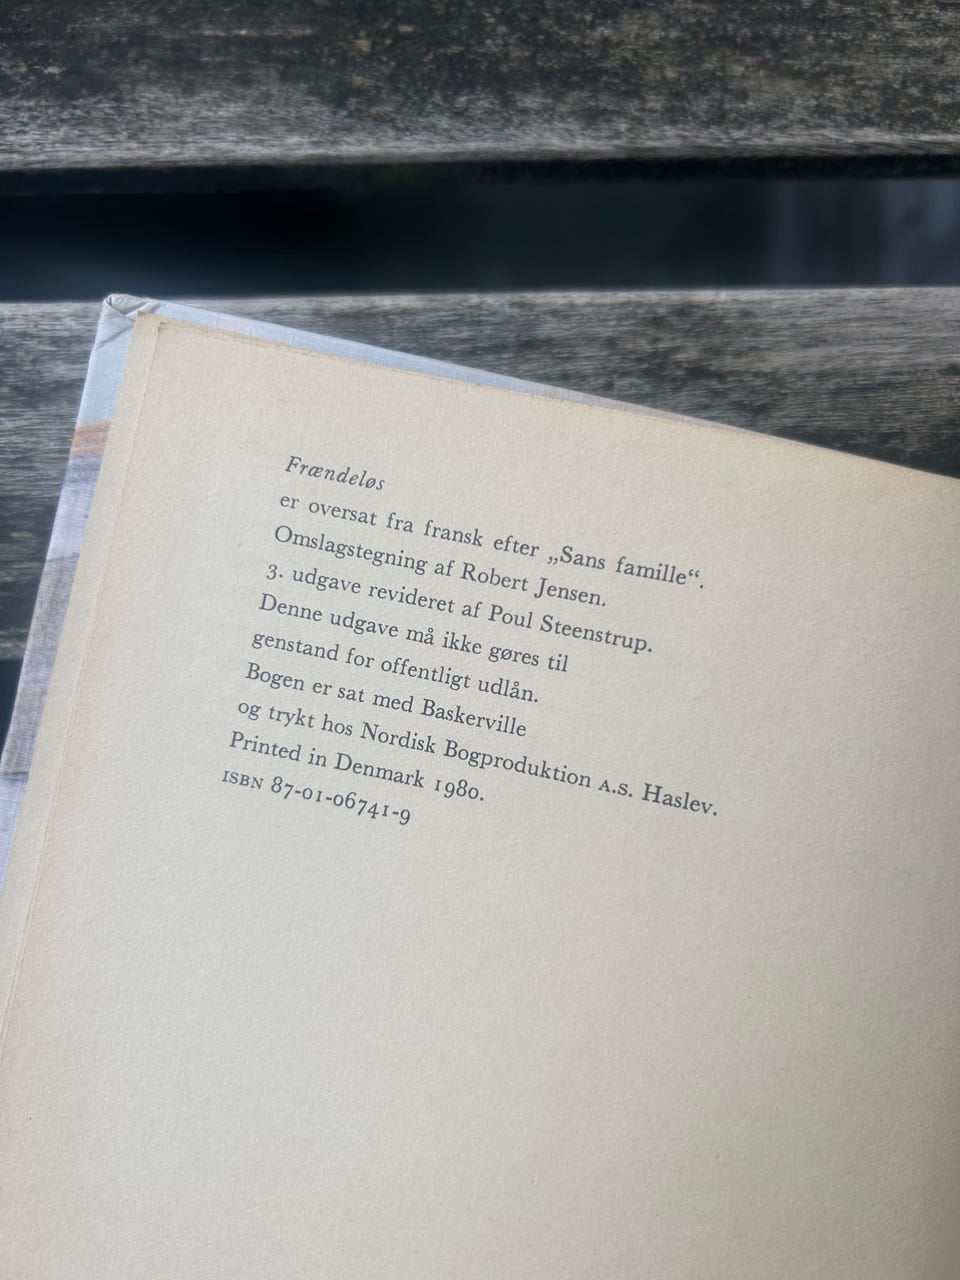 Frændeløs
er oversat fra fransk efter „Sans famille“.
Omslagstegning af Robert Jensen.
3. udgave revideret af Poul Steenstrup.
Denne udgave må ikke gøres til
genstand for offentligt udlån.
Bogen er sat med Baskerville
og trykt hos Nordisk Bogproduktion A.S. Haslev.
Printed in Denmark 1980.
ISBN 87-01-06741-9